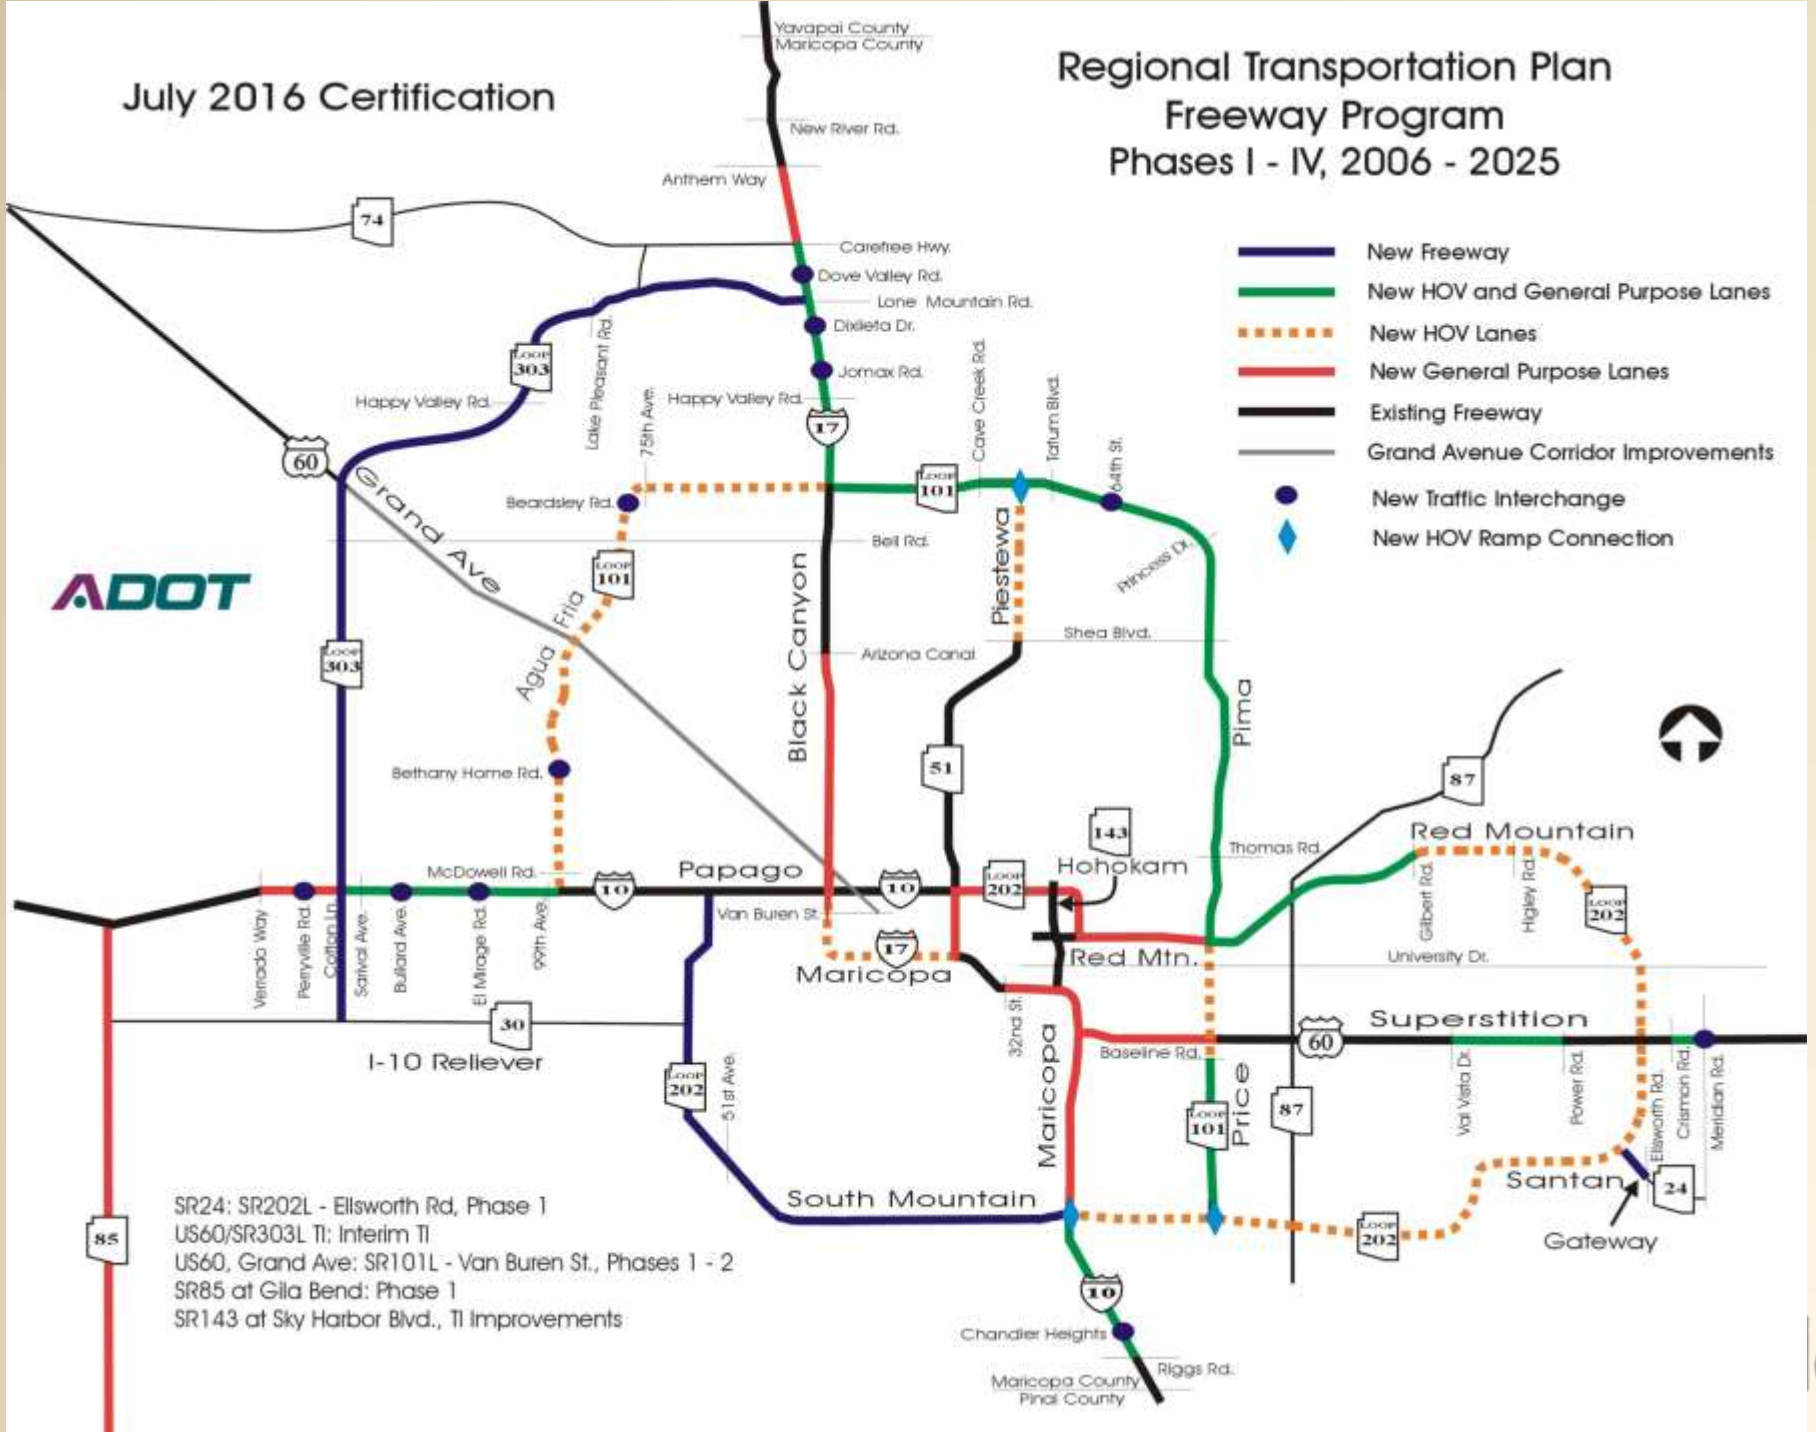 Yavapai County
Maricopa County
July 2016 Certification
Regional Transportation Plan
Freeway Program
Phases I - IV, 2006 - 2025
New River Rd.
Anthem Way
74
Carefree Hwy.
Dove Valley Rd.
Lone Mountain Rd.
Dixileta Dr.
Jomax Rd.
Happy Valley Rd.
Happy Valley Rd.
Lake Pleasant Rd.
75th Ave.
LOOP
303
17
60
Cave Creek Rd.
Tatum Blvd.
64th St.
New Freeway
New HOV and General Purpose Lanes
New HOV Lanes
New General Purpose Lanes
Existing Freeway
Grand Avenue Corridor Improvements
New Traffic Interchange
New HOV Ramp Connection
Grand Ave
Beardsley Rd.
LOOP
101
Bell Rd.
Piestewa
Princess Dr.
ADOT
LOOP
101
Agua Fria
Black Canyon
Shea Blvd.
Arizona Canal
LOOP
303
Pima
51
87
Bethany Home Rd.
143
Hohokam
Thomas Rd.
Red Mountain
McDowell Rd.
Papago
10
10
LOOP
202
Van Buren St.
17
Maricopa
Red Mtn.
University Dr.
Gilbert Rd.
Higley Rd.
LOOP
202
Verrado Way
Perryville Rd.
Cotton Ln.
Sarival Ave.
Bullard Ave.
El Mirage Rd.
99th Ave.
30
I-10 Reliever
32nd St.
Maricopa
Baseline Rd.
Superstition
60
Val Vista Dr.
Power Rd.
Ellsworth Rd.
Crismon Rd.
Meridian Rd.
LOOP
202
51st Ave.
LOOP
101
Price
87
South Mountain
Santan
24
Gateway
LOOP
202
85
SR24: SR202L - Ellsworth Rd, Phase 1
US60/SR303L TI: Interim TI
US60, Grand Ave: SR101L - Van Buren St., Phases 1 - 2
SR85 at Gila Bend: Phase 1
SR143 at Sky Harbor Blvd., TI Improvements
10
Chandler Heights
Riggs Rd.
Maricopa County
Pinal County